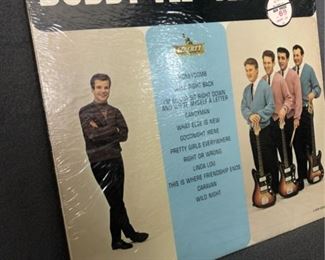 LIBERTY
HONEYCOMB
WALK RIGHT BACK
I'M GONNA SIT RIGHT DOWN
AND WRITE MYSELF A LETTER
CANDYMAN
WHAT ELSE IS NEW
GOODNIGHT IRENE
PRETTY GIRLS EVERYWHERE
RIGHT OR WRONG
LINDA LOU
THIS IS WHERE FRIENDSHIP ENDS
CARAVAN
WILD NIGHT